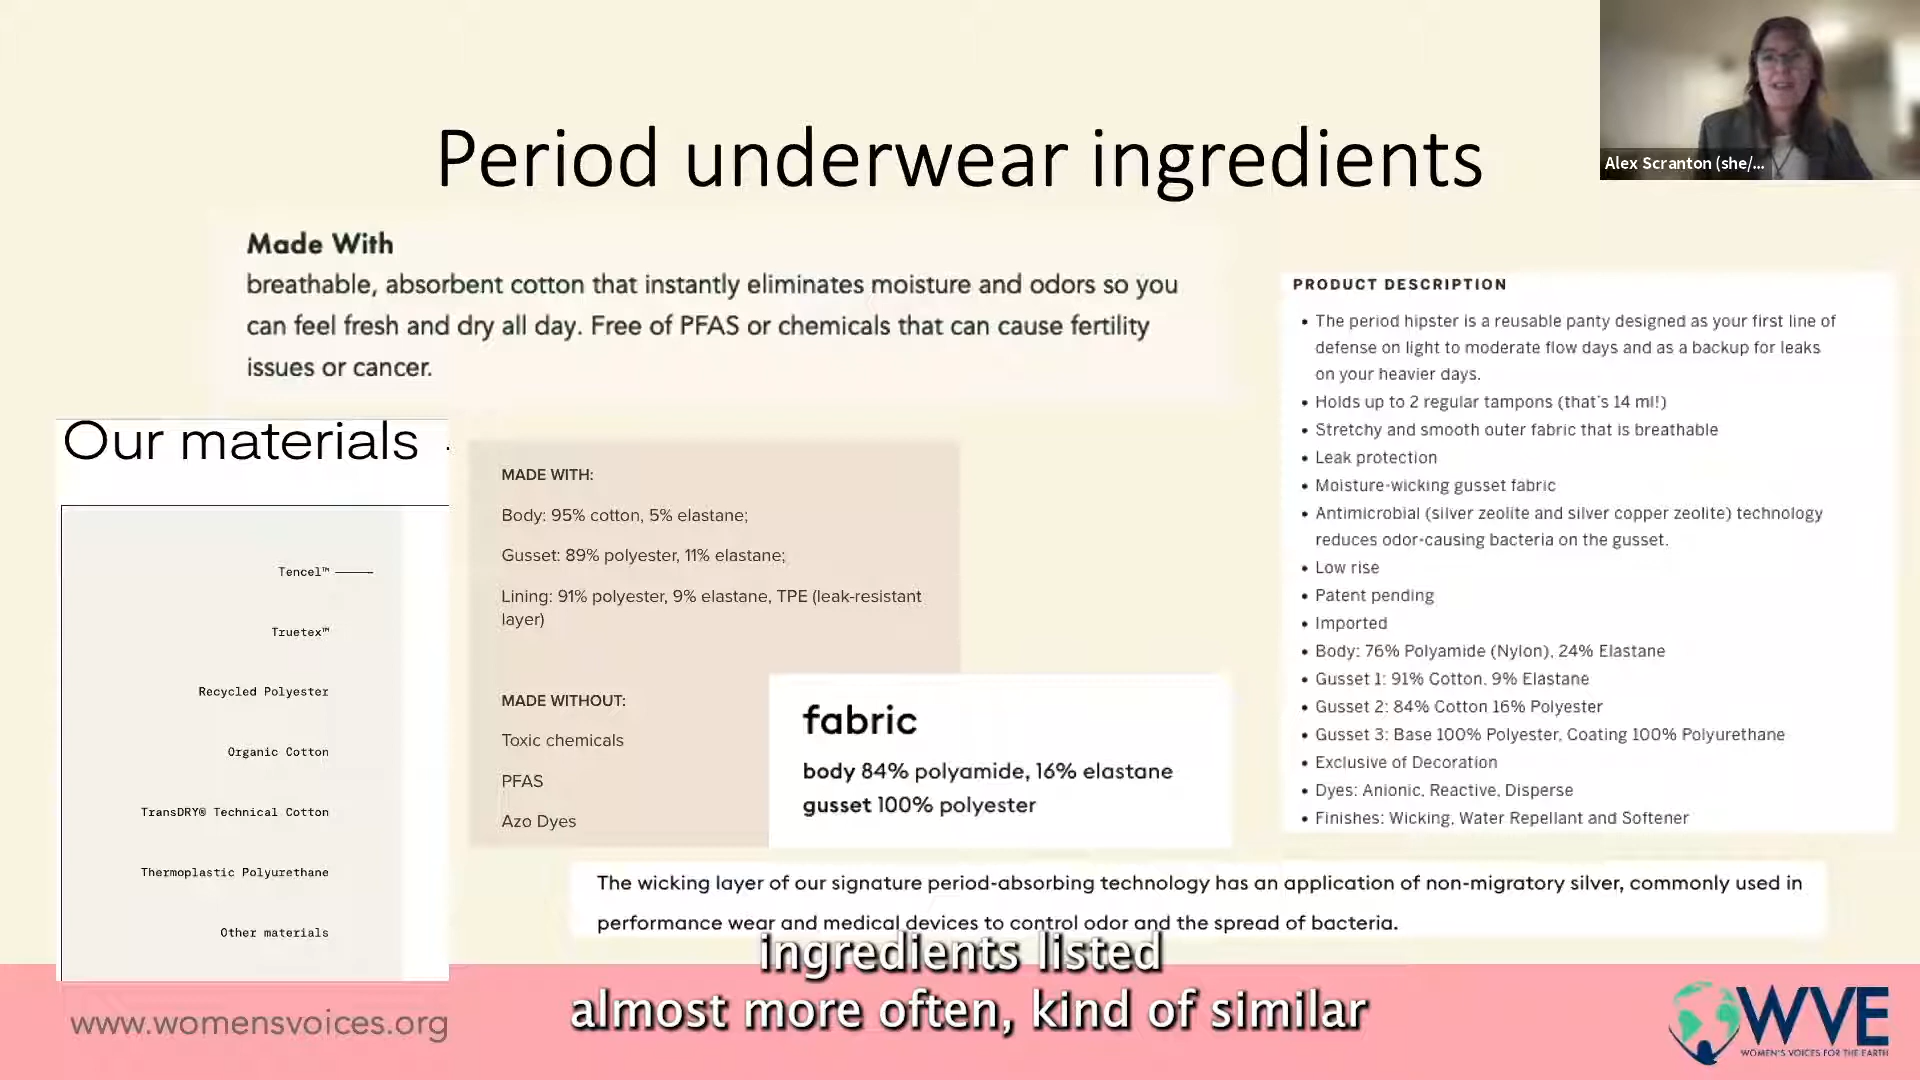 Period underwear ingredients
Alex Scranton (she/...
Made With
breathable, absorbent cotton that instantly eliminates moisture and odors so you
can feel fresh and dry all day. Free of PFAS or chemicals that can cause fertility
issues or cancer.
Our materials
Tencel™
Truetex™
Recycled Polyester
Organic Cotton
TransDRY® Technical Cotton
Thermoplastic Polyurethane
Other materials
MADE WITH:
Body: 95% cotton, 5% elastane;
Gusset: 89% polyester, 11% elastane;
Lining: 91% polyester, 9% elastane, TPE (leak-resistant
layer)
MADE WITHOUT:
Toxic chemicals
PFAS
Azo Dyes
fabric
body 84% polyamide, 16% elastane
gusset 100% polyester
PRODUCT DESCRIPTION
• The period hipster is a reusable panty designed as your first line of
defense on light to moderate flow days and as a backup for leaks
on your heavier days.
• Holds up to 2 regular tampons (that's 14 ml!)
• Stretchy and smooth outer fabric that is breathable
• Leak protection
• Moisture-wicking gusset fabric
• Antimicrobial (silver zeolite and silver copper zeolite) technology
reduces odor-causing bacteria on the gusset.
• Low rise
• Patent pending
• Imported
• Body: 76% Polyamide (Nylon), 24% Elastane
• Gusset 1: 91% Cotton, 9% Elastane
• Gusset 2: 84% Cotton 16% Polyester
• Gusset 3: Base 100% Polyester, Coating 100% Polyurethane
• Exclusive of Decoration
• Dyes: Anionic, Reactive, Disperse
• Finishes: Wicking, Water Repellant and Softener
The wicking layer of our signature period-absorbing technology has an application of non-migratory silver, commonly used in
performance wear and medical devices to control odor and the spread of bacteria.
ingredients listed
almost more often, kind of similar
www.womensvoices.org
WVE
WOMEN'S VOICES FOR THE EARTH